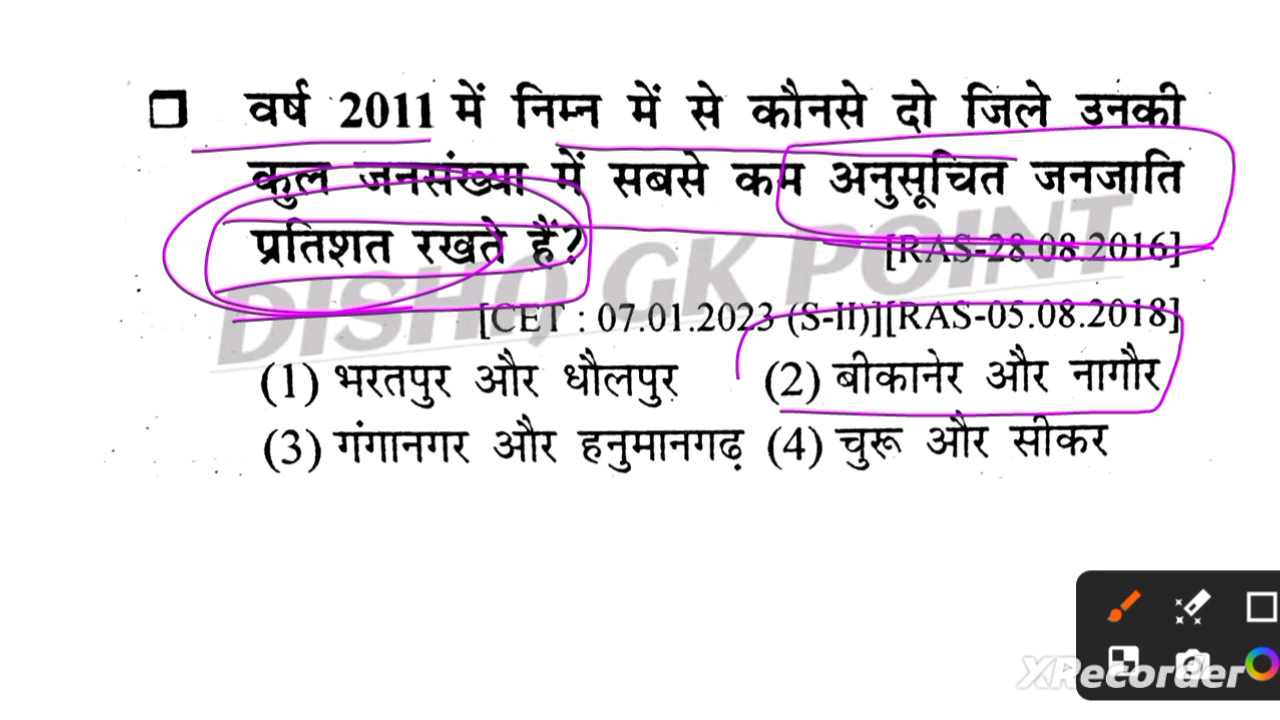 वर्ष 2011 में निम्न में से कौनसे दो जिले उनकी
कुल जनसंख्या में सबसे कम अनुसूचित जनजाति
प्रतिशत रखते हैं?
[RAS-28.08.2016]
[CET : 07.01.2023 (S-II)][RAS-05.08.2018]
(1) भरतपुर और धौलपुर (2) बीकानेर और नागौर
(3) गंगानगर और हनुमानगढ़ (4) चुरू और सीकर
DISHQ GK POINT
XRecorder